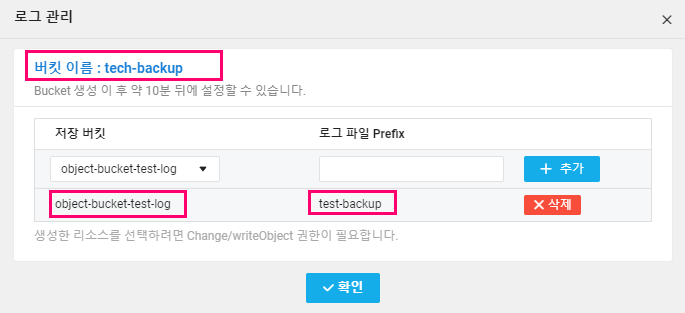 로그 관리
버킷 이름 : tech-backup
Bucket 생성 이 후 약 10분 뒤에 설정할 수 있습니다.
저장 버킷 로그 파일 Prefix
object-bucket-test-log 추가
object-bucket-test-log test-backup 삭제
생성한 리소스를 선택하려면 Change/writeObject 권한이 필요합니다.
확인